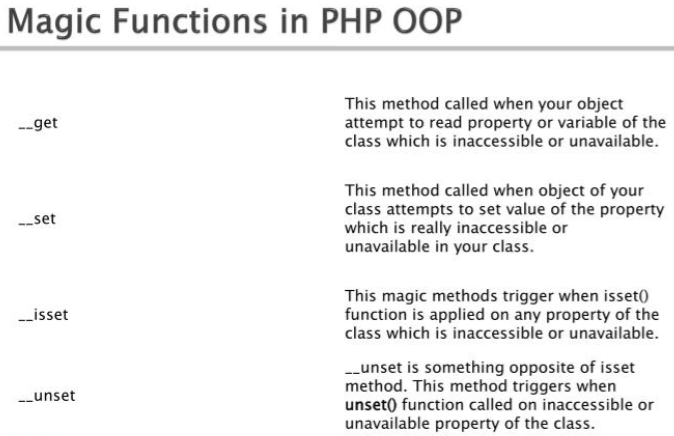 Magic Functions in PHP OOP
__get
This method called when your object
attempt to read property or variable of the
class which is inaccessible or unavailable.
__set
This method called when object of your
class attempts to set value of the property
which is really inaccessible or
unavailable in your class.
__isset
This magic methods trigger when isset()
function is applied on any property of the
class which is inaccessible or unavailable.
__unset
__unset is something opposite of isset
method. This method triggers when
unset() function called on inaccessible or
unavailable property of the class.